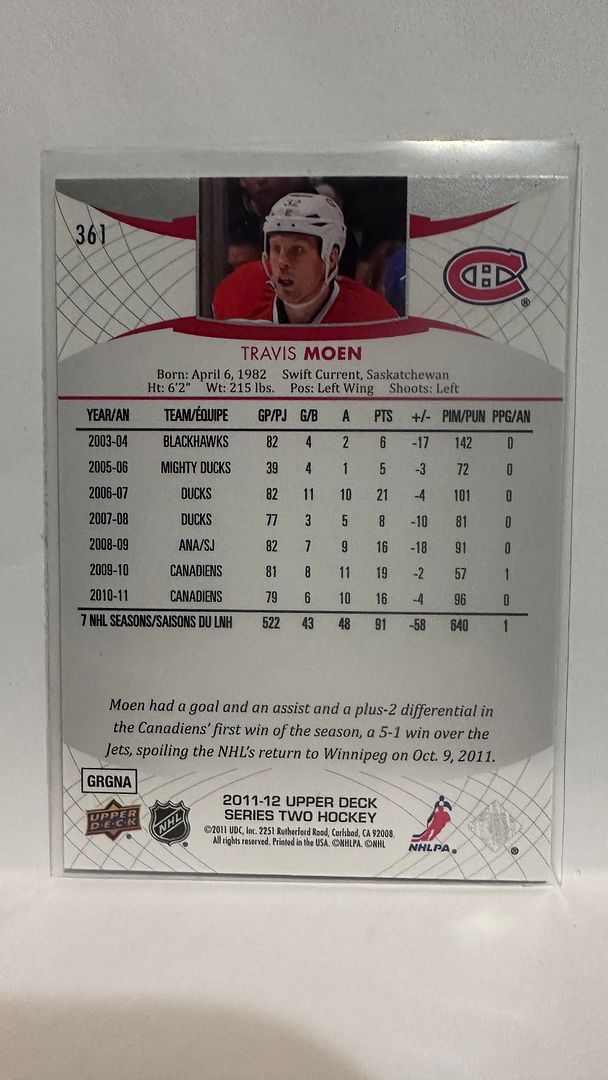 361
32
TRAVIS MOEN
Born: April 6, 1982 Swift Current, Saskatchewan
Ht: 6'2" Wt: 215 lbs. Pos: Left Wing Shoots: Left
YEAR/AN TEAM/ÉQUIPE GP/PJ G/B A PTS +/- PIM/PUN PPG/AN
2003-04 BLACKHAWKS 82 4 2 6 -17 142 0
2005-06 MIGHTY DUCKS 39 4 1 5 -3 72 0
2006-07 DUCKS 82 11 10 21 -4 101 0
2007-08 DUCKS 77 3 5 8 -10 81 0
2008-09 ANA/SJ 82 7 9 16 -18 91 0
2009-10 CANADIENS 81 8 11 19 -2 57 1
2010-11 CANADIENS 79 6 10 16 -4 96 0
7 NHL SEASONS/SAISONS DU LNH 522 43 48 91 -58 640 1
Moen had a goal and an assist and a plus-2 differential in
the Canadiens' first win of the season, a 5-1 win over the
Jets, spoiling the NHL's return to Winnipeg on Oct. 9, 2011.
GRGNA
UPPER DECK
NHL
2011-12 UPPER DECK
SERIES TWO HOCKEY
©2011 UDC, Inc. 2251 Rutherford Road, Carlsbad, CA 92008.
All rights reserved. Printed in the USA. ©NHLPA. ©NHL
NHLPA